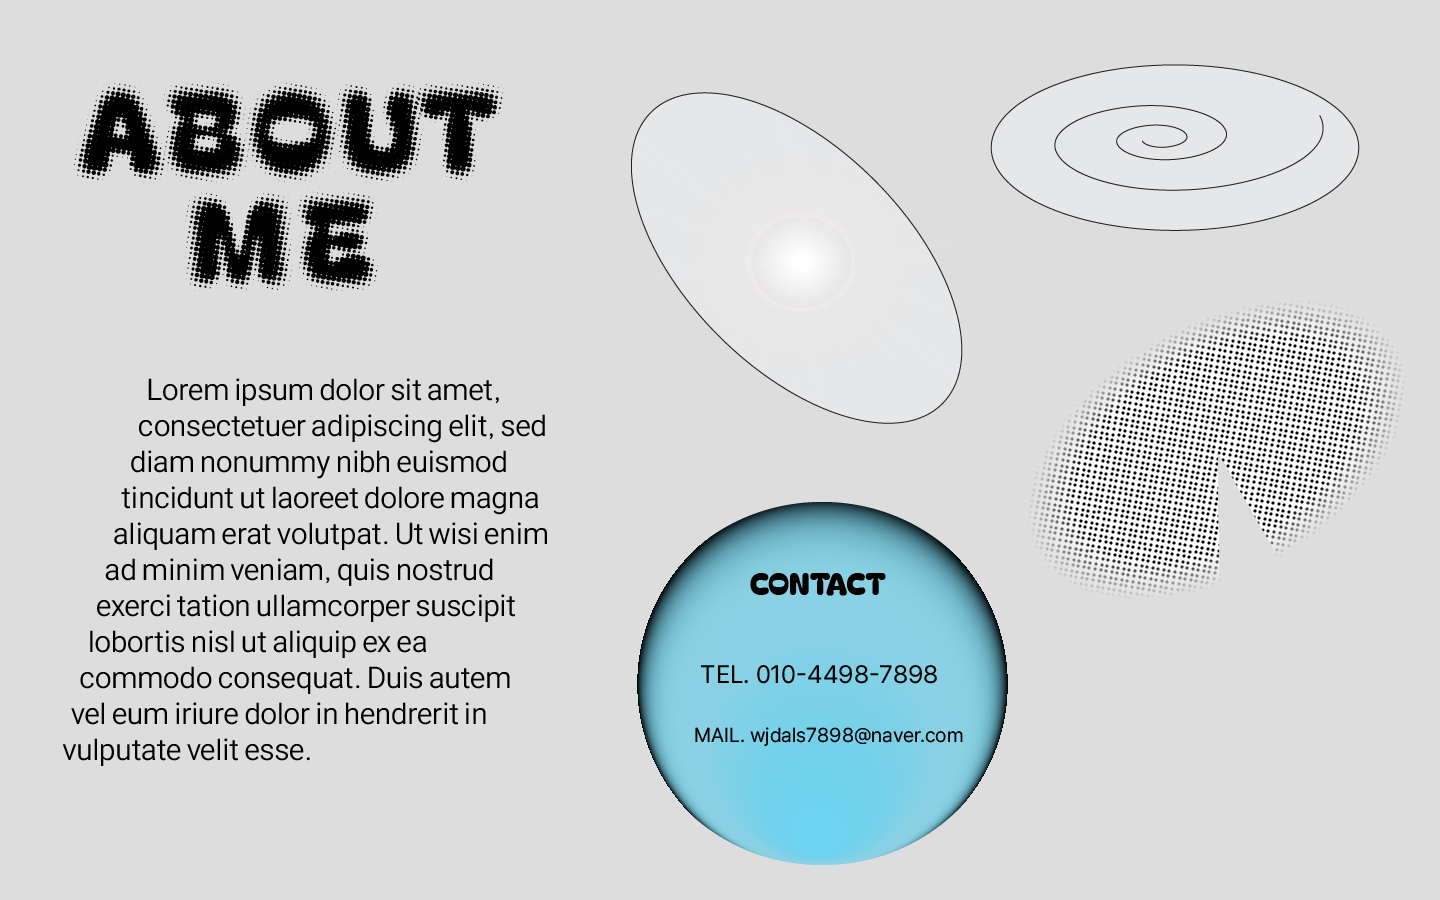 ABOUT
ME
Lorem ipsum dolor sit amet,
consectetuer adipiscing elit, sed
diam nonummy nibh euismod
tincidunt ut laoreet dolore magna
aliquam erat volutpat. Ut wisi enim
ad minim veniam, quis nostrud
exerci tation ullamcorper suscipit
lobortis nisl ut aliquip ex ea
commodo consequat. Duis autem
vel eum iriure dolor in hendrerit in
vulputate velit esse.
CONTACT
TEL. 010-4498-7898
MAIL. wjdals7898@naver.com